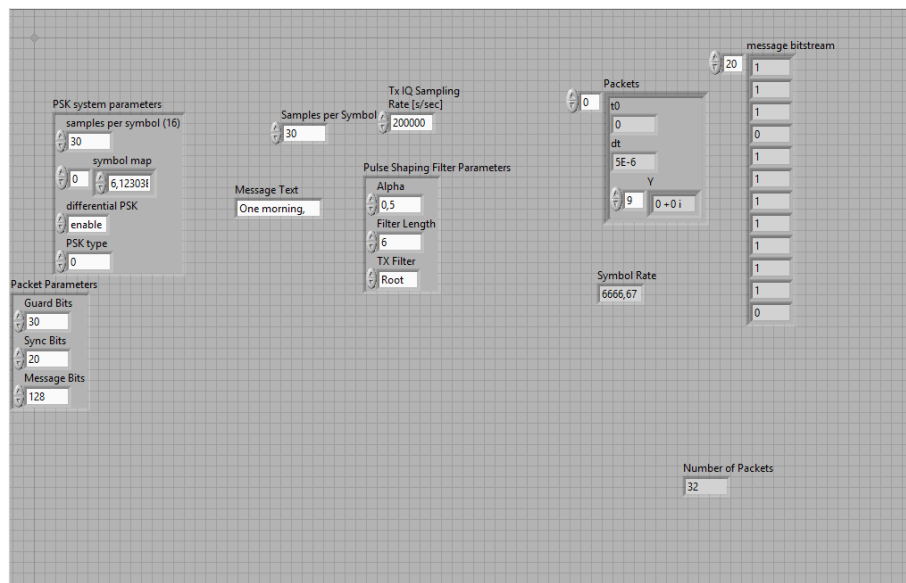 message bitstream
20
1
1
1
0
1
1
1
1
1
1
1
0
Packets
0
t0
0
dt
5E-6
Y
9
0 +0 i
Tx IQ Sampling
Rate [s/sec]
200000
Samples per Symbol
30
PSK system parameters
samples per symbol (16)
30
symbol map
0
6,12303E
differential PSK
enable
PSK type
0
Pulse Shaping Filter Parameters
Alpha
0,5
Filter Length
6
TX Filter
Root
Message Text
One morning,
Symbol Rate
6666,67
Packet Parameters
Guard Bits
30
Sync Bits
20
Message Bits
128
Number of Packets
32